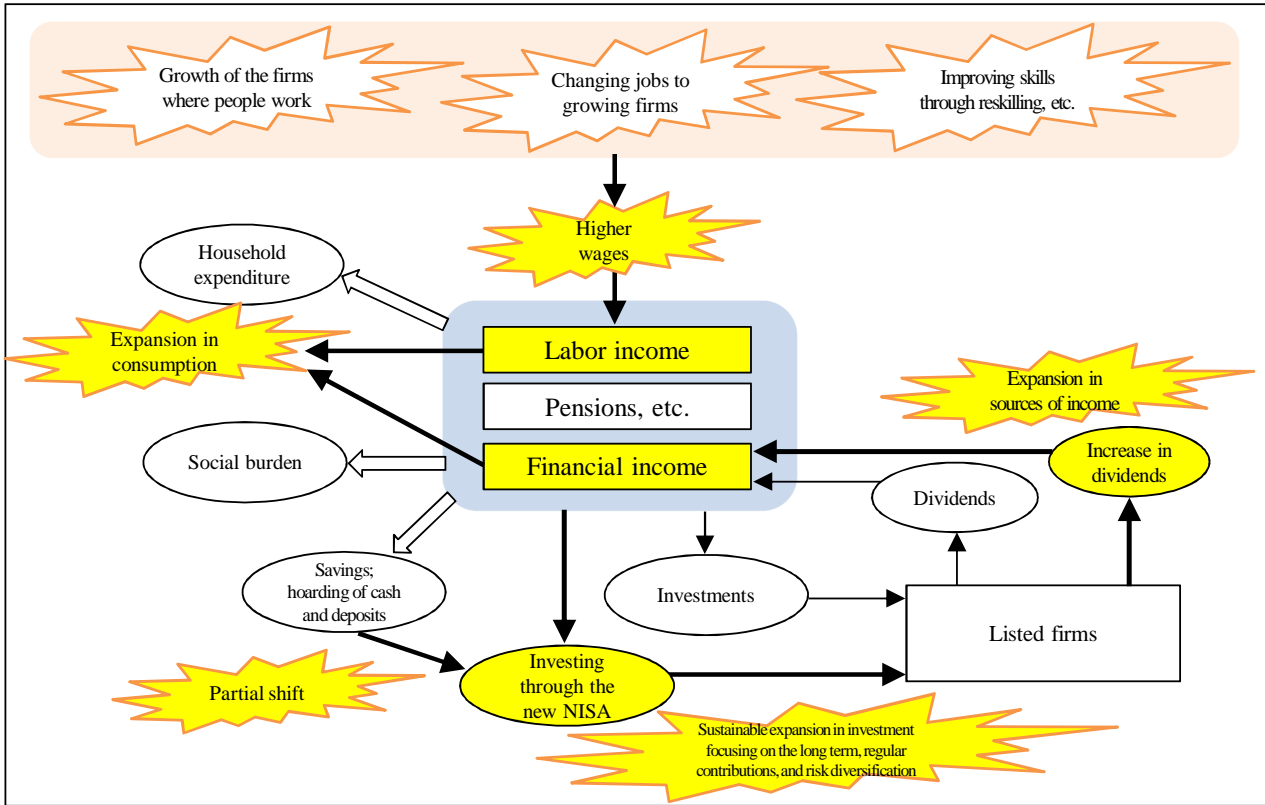 Growth of the firms
where people work
Changing jobs to
growing firms
Improving skills
through reskilling, etc.
Higher
wages
Household
expenditure
Expansion in
consumption
Labor income
Pensions, etc.
Financial income
Expansion in
sources of income
Increase in
dividends
Social burden
Dividends
Savings;
hoarding of cash
and deposits
Investments
Listed firms
Partial shift
Investing
through the
new NISA
Sustainable expansion in investment
focusing on the long term, regular
contributions, and risk diversification